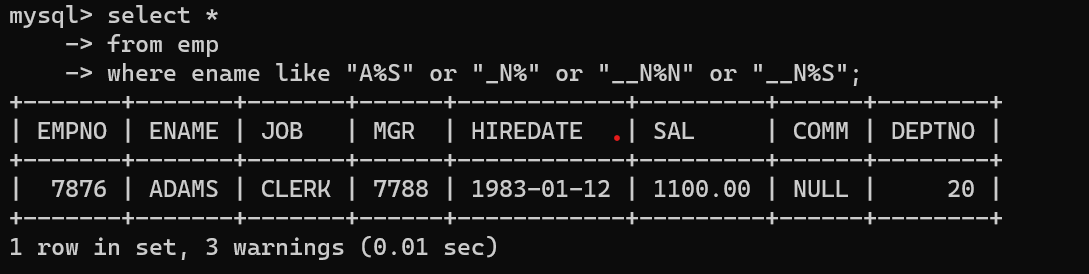 mysql> select *
    -> from emp
    -> where ename like "A%S" or "_N%" or "__N%N" or "__N%S";
+-------+-------+-------+------+------------+---------+------+--------+
| EMPNO | ENAME | JOB   | MGR  | HIREDATE   | SAL     | COMM | DEPTNO |
+-------+-------+-------+------+------------+---------+------+--------+
|  7876 | ADAMS | CLERK | 7788 | 1983-01-12 | 1100.00 | NULL |     20 |
+-------+-------+-------+------+------------+---------+------+--------+
1 row in set, 3 warnings (0.01 sec)